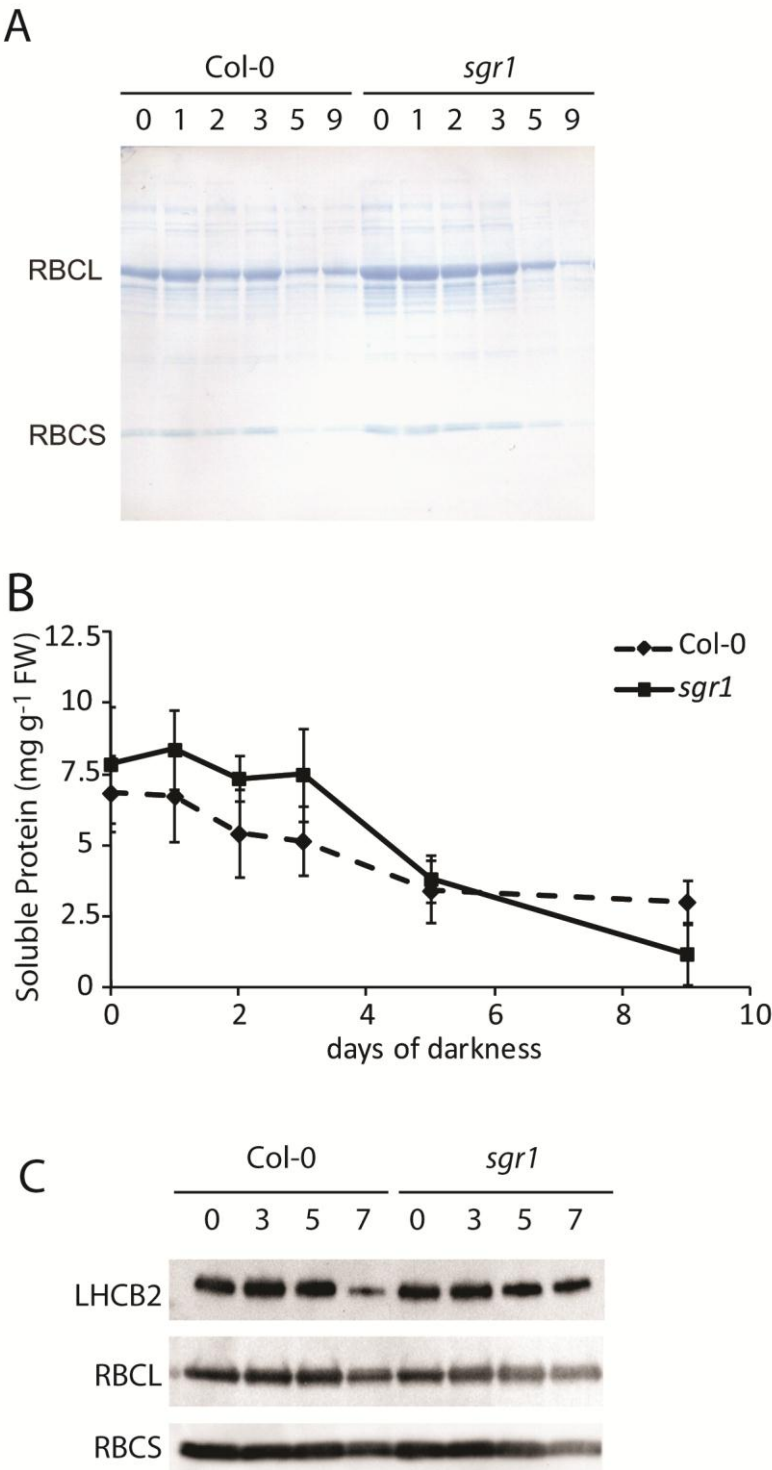 A
Col-0 sgr1
0 1 2 3 5 9 0 1 2 3 5 9
RBCL
RBCS
B
12.5
10
7.5
5
2.5
0
Soluble Protein (mg g-1 FW)
Col-0
sgr1
0 2 4 6 8 10
days of darkness
C
Col-0 sgr1
0 3 5 7 0 3 5 7
LHCB2
RBCL
RBCS